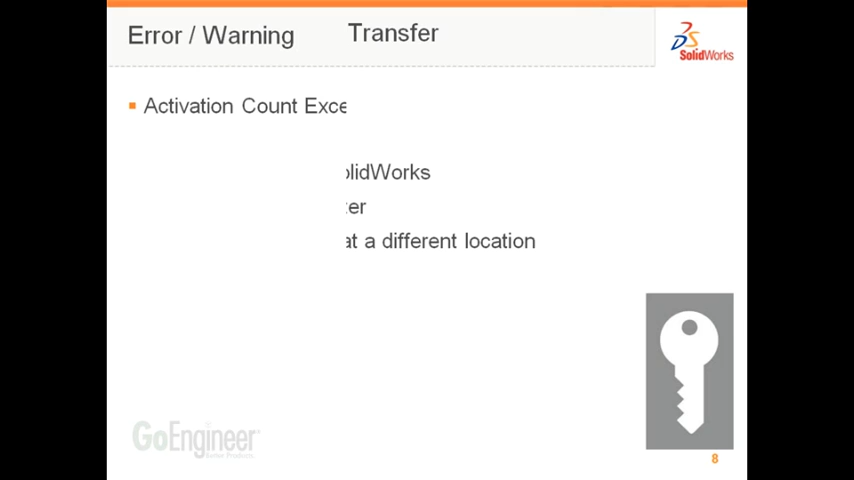 Error / Warning Transfer
SolidWorks
Activation Count Exce
olidWorks
ter
at a different location
GoEngineer
8